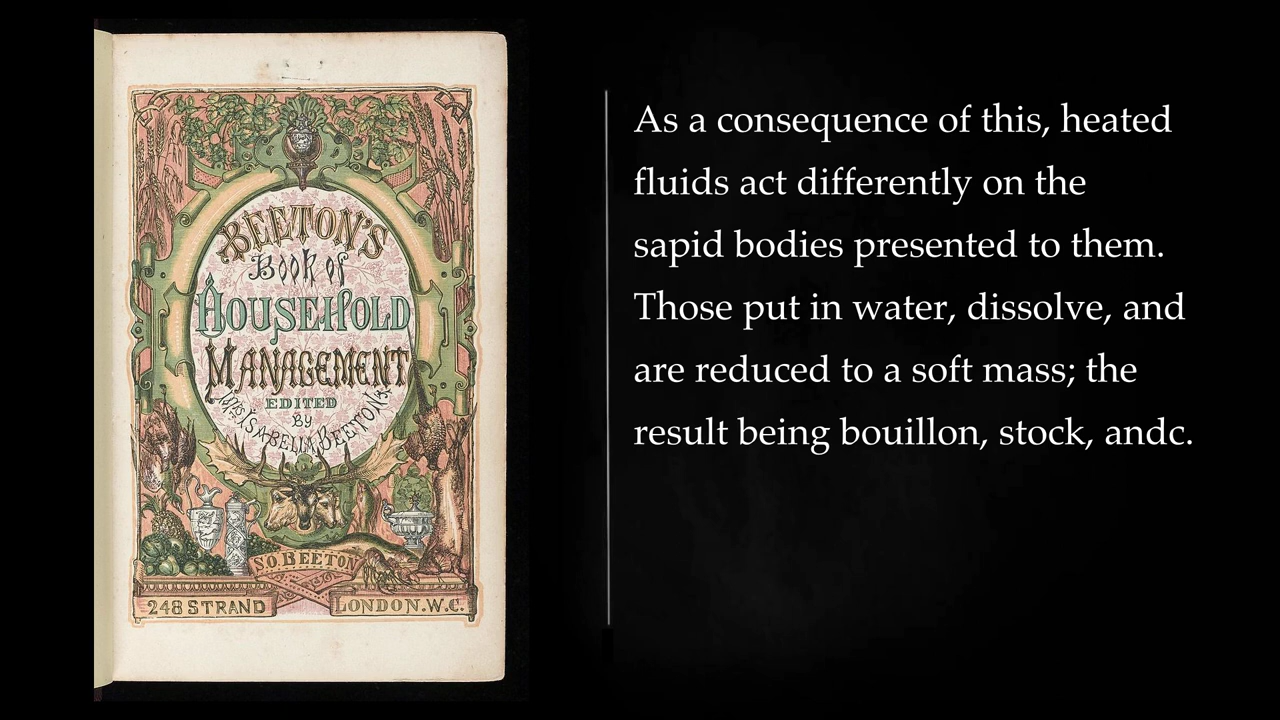 BEETON'S
Book of
HOUSEHOLD
MANAGEMENT
EDITED
BY
MRS ISABELLA BEETON.
S.O. BEETON
248 STRAND
LONDON. W.C.
As a consequence of this, heated
fluids act differently on the
sapid bodies presented to them.
Those put in water, dissolve, and
are reduced to a soft mass; the
result being bouillon, stock, andc.